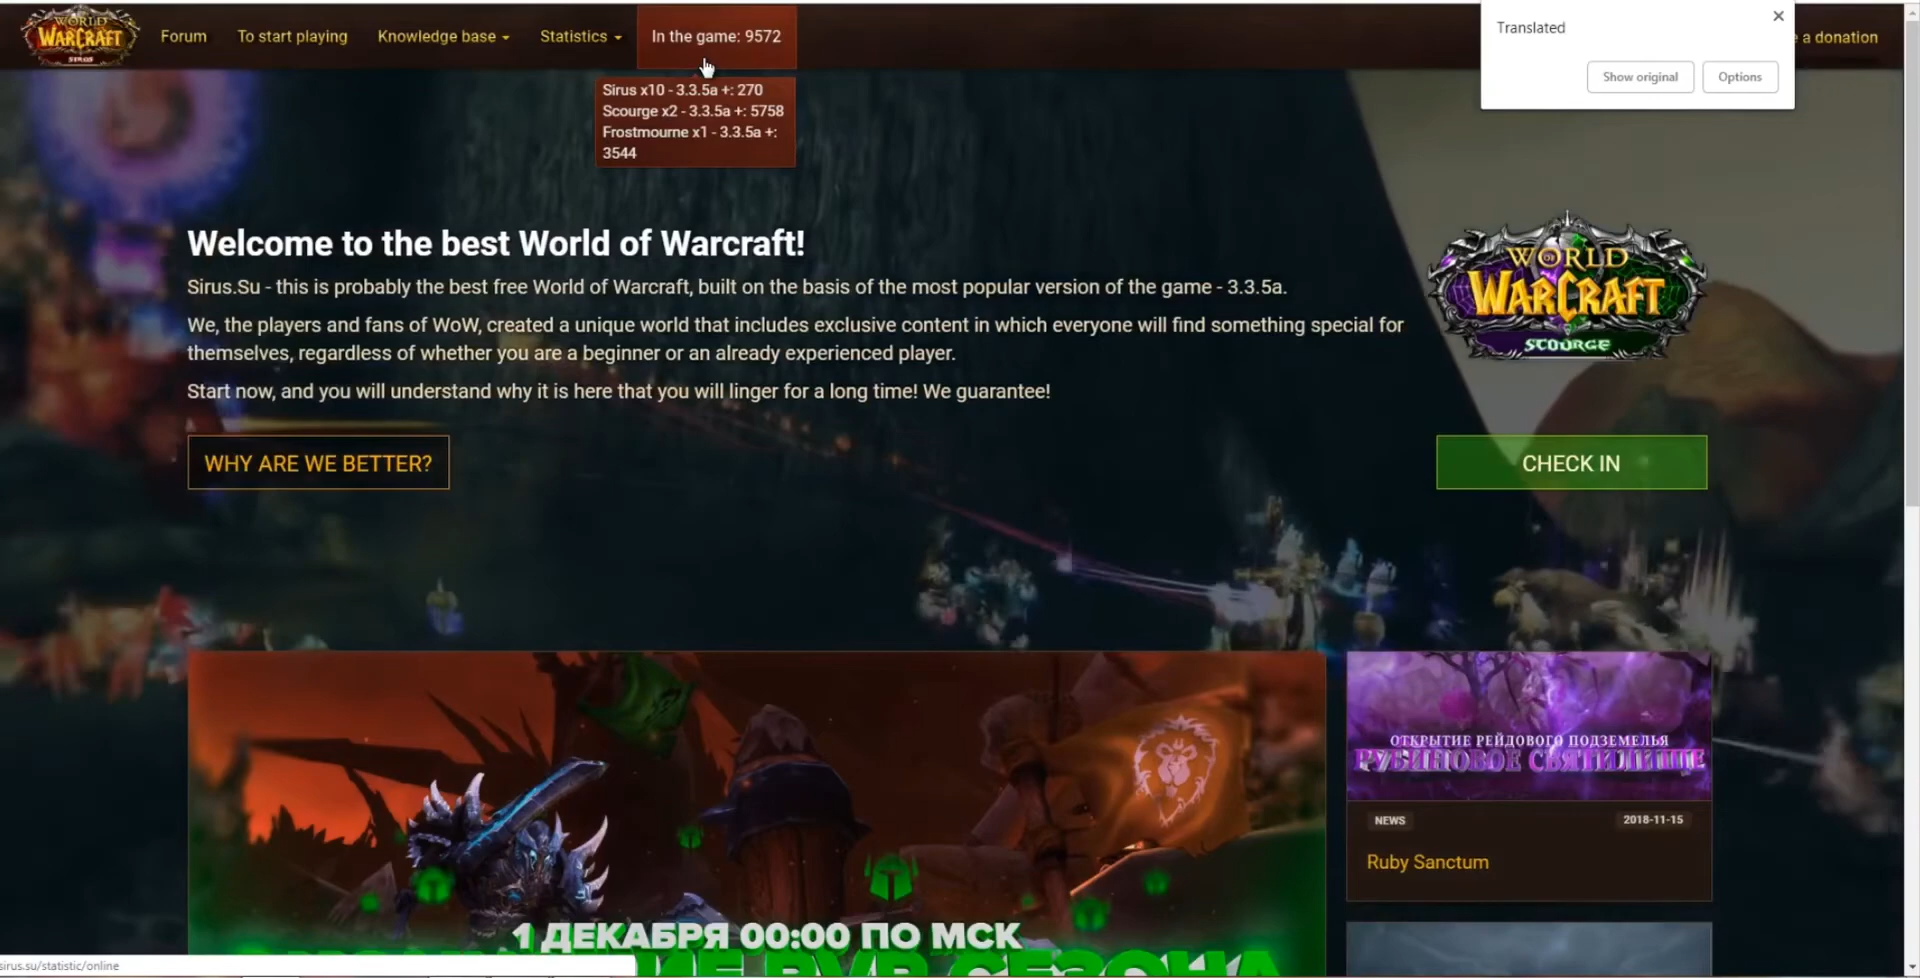 WORLD OF WARCRAFT
SIRUS
Forum
To start playing
Knowledge base
Statistics
In the game: 9572
e a donation
Translated
Show original
Options
Sirus x10 - 3.3.5a +: 270
Scourge x2 - 3.3.5a +: 5758
Frostmourne x1 - 3.3.5a +:
3544
Welcome to the best World of Warcraft!
Sirus.Su - this is probably the best free World of Warcraft, built on the basis of the most popular version of the game - 3.3.5a.
We, the players and fans of WoW, created a unique world that includes exclusive content in which everyone will find something special for
themselves, regardless of whether you are a beginner or an already experienced player.
Start now, and you will understand why it is here that you will linger for a long time! We guarantee!
WORLD OF WARCRAFT
SCOURGE
WHY ARE WE BETTER?
CHECK IN
ОТКРЫТИЕ РЕЙДОВОГО ПОДЗЕМЕЛЬЯ
РУБИНОВОЕ СВЯТИЛИЩЕ
NEWS
2018-11-15
Ruby Sanctum
1 ДЕКАБРЯ 00:00 ПО МСК
PVP СЕЗОНА
sirus.su/statistic/online